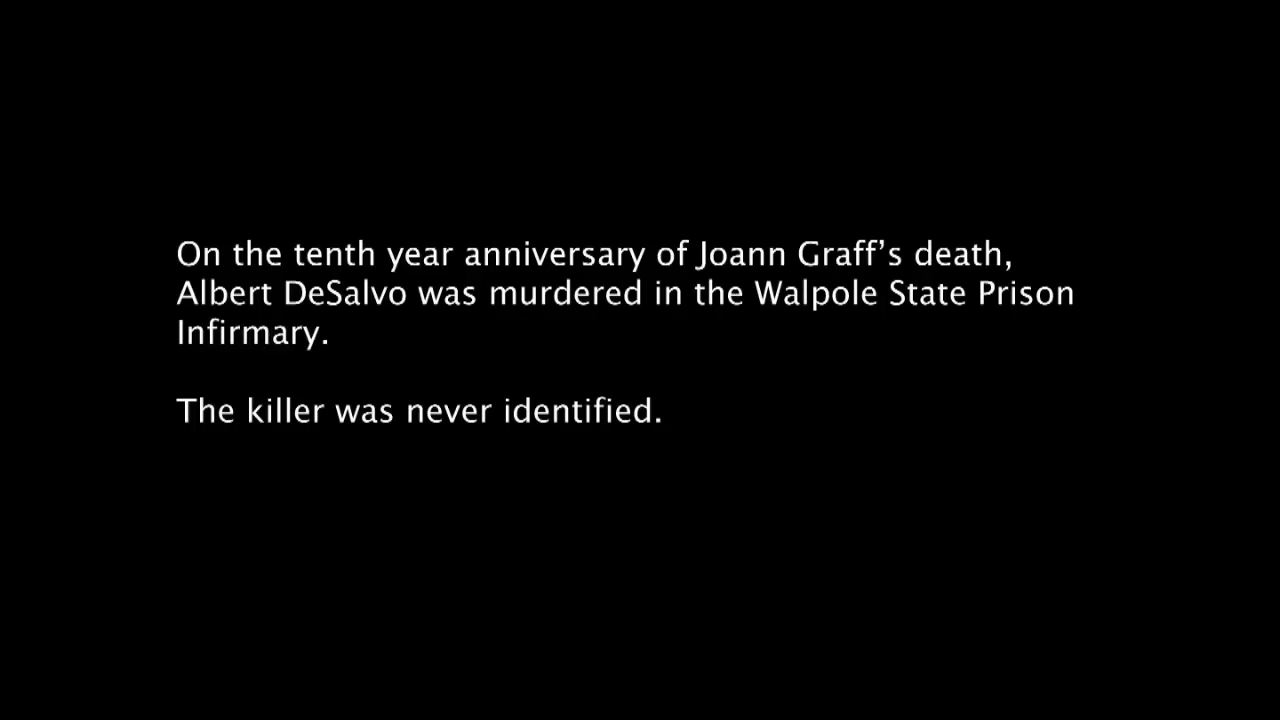 On the tenth year anniversary of Joann Graff’s death,
Albert DeSalvo was murdered in the Walpole State Prison
Infirmary.
The killer was never identified.